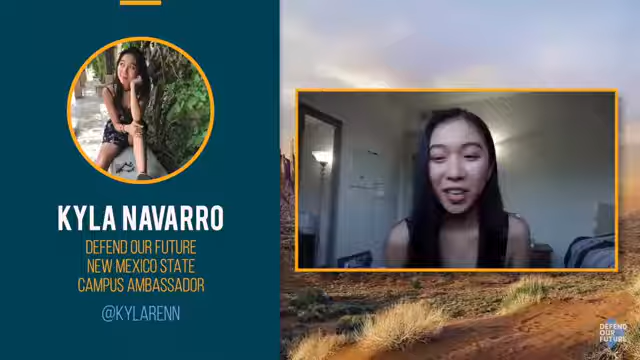 KYLA NAVARRO
DEFEND OUR FUTURE
NEW MEXICO STATE
CAMPUS AMBASSADOR
@KYLARENN
DEFEND
OUR
FUTURE